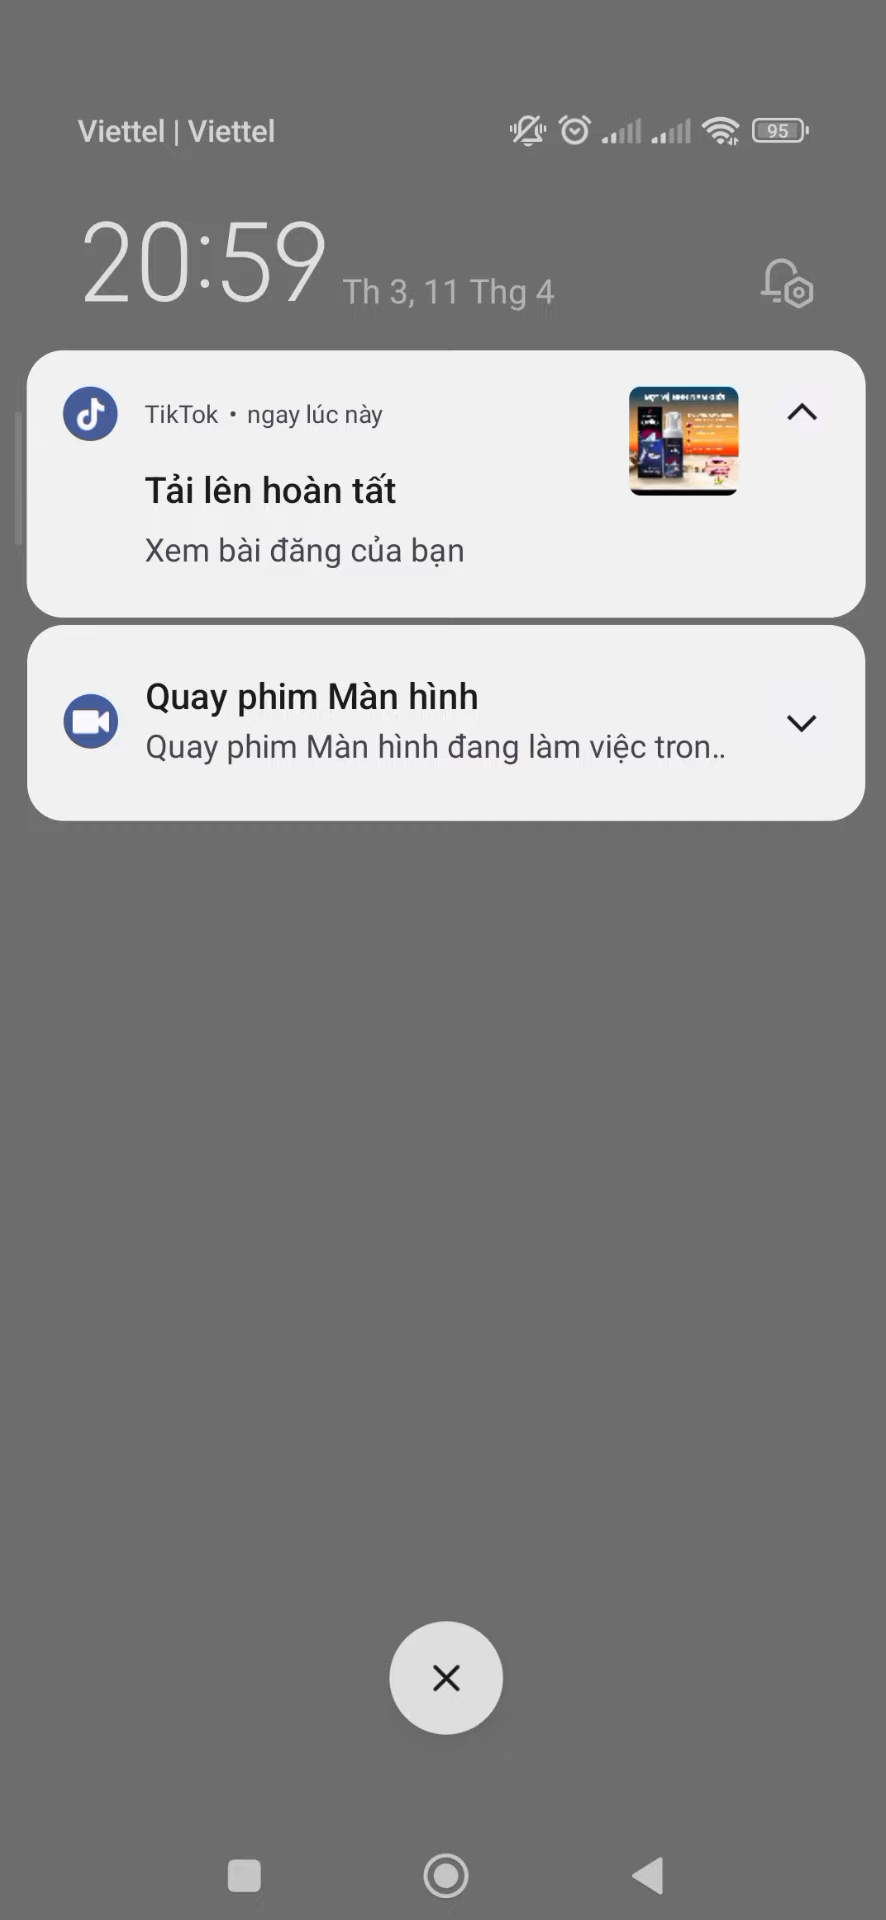 Viettel | Viettel
95
20:59
Th 3, 11 Thg 4
TikTok • ngay lúc này
Tải lên hoàn tất
Xem bài đăng của bạn
Quay phim Màn hình
Quay phim Màn hình đang làm việc tron..